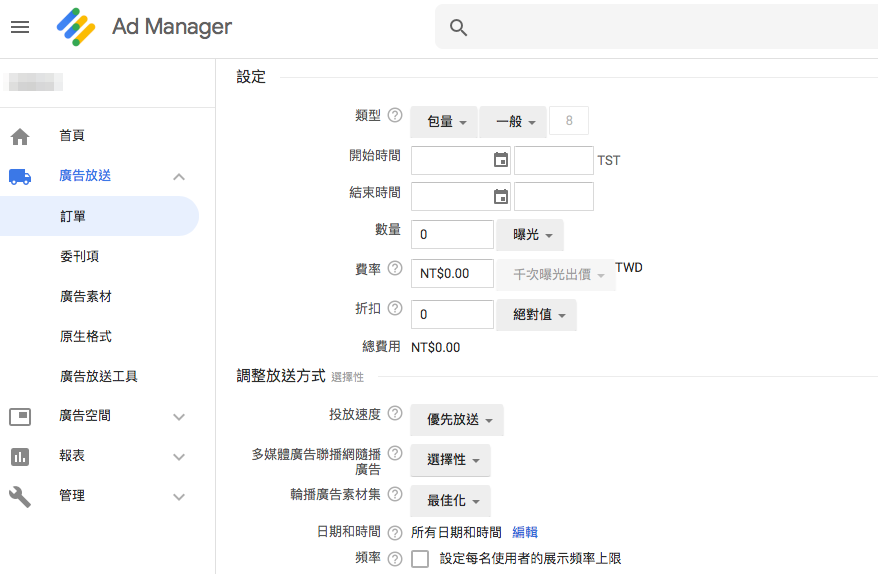 Ad Manager
首頁
廣告放送
訂單
委刊項
廣告素材
原生格式
廣告放送工具
廣告空間
報表
管理
設定
類型 ? 包量 一般 8
開始時間 TST
結束時間
數量 0 曝光
費率 ? NT$0.00 千次曝光出價 TWD
折扣 ? 0 絕對值
總費用 NT$0.00
調整放送方式 選擇性
投放速度 ? 優先放送
多媒體廣告聯播網隨播 ? 選擇性
廣告
輪播廣告素材集 ? 最佳化
日期和時間 ? 所有日期和時間 編輯
頻率 ? 設定每名使用者的展示頻率上限